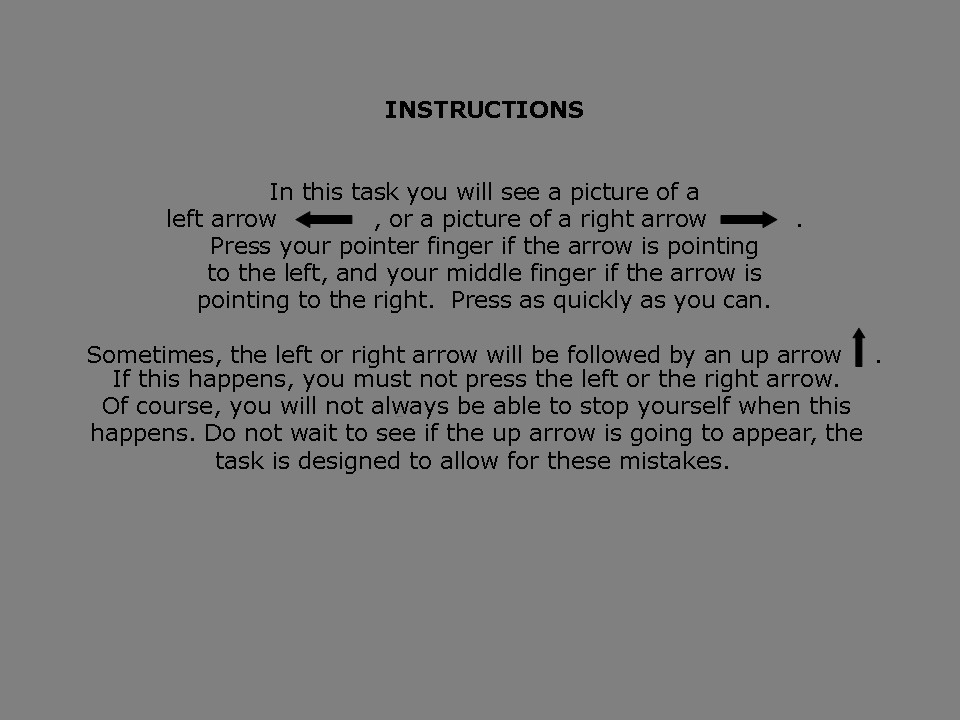 INSTRUCTIONS
In this task you will see a picture of a
left arrow , or a picture of a right arrow .
Press your pointer finger if the arrow is pointing
to the left, and your middle finger if the arrow is
pointing to the right.  Press as quickly as you can.
Sometimes, the left or right arrow will be followed by an up arrow .
If this happens, you must not press the left or the right arrow.
Of course, you will not always be able to stop yourself when this
happens. Do not wait to see if the up arrow is going to appear, the
task is designed to allow for these mistakes.